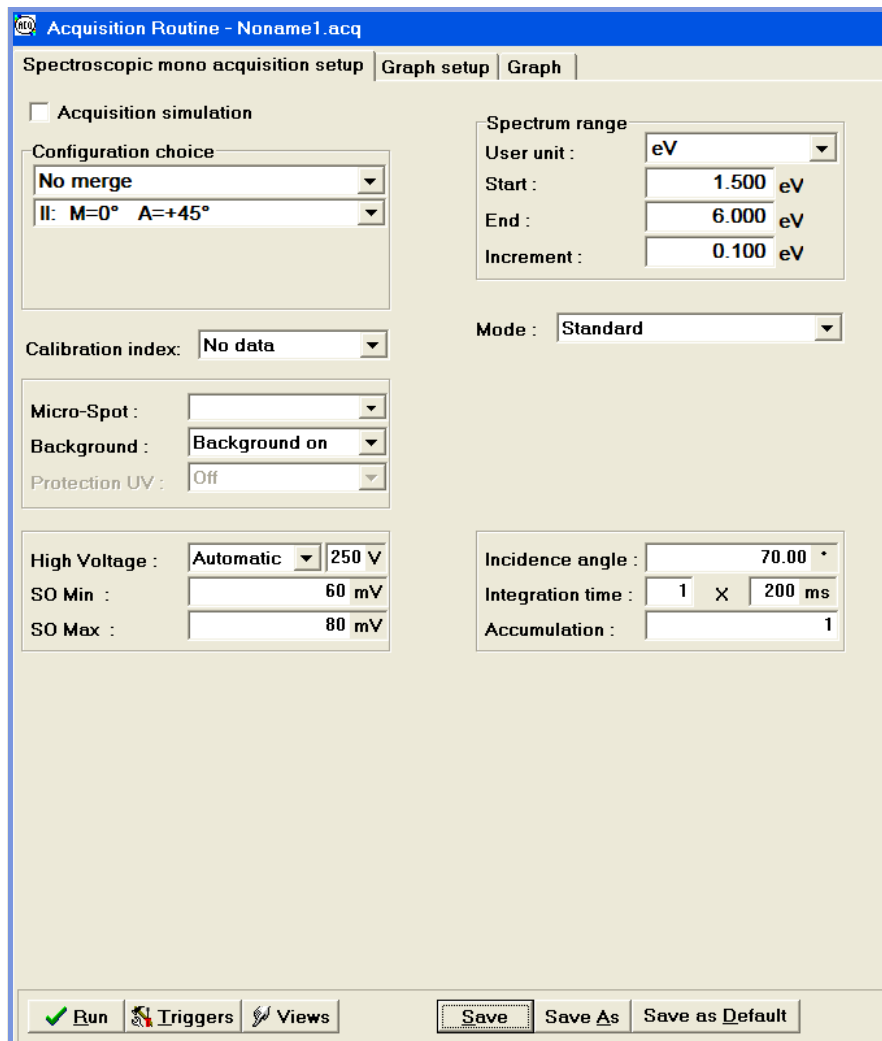 Acquisition Routine - Noname1.acq
Spectroscopic mono acquisition setup Graph setup Graph
Acquisition simulation
Configuration choice
No merge
II: M=0° A=+45°
Spectrum range
User unit : eV
Start : 1.500 eV
End : 6.000 eV
Increment : 0.100 eV
Calibration index: No data
Mode : Standard
Micro-Spot :
Background : Background on
Protection UV : Off
High Voltage : Automatic 250 V
SO Min : 60 mV
SO Max : 80 mV
Incidence angle : 70.00 °
Integration time : 1 X 200 ms
Accumulation : 1
Run Triggers Views Save Save As Save as Default